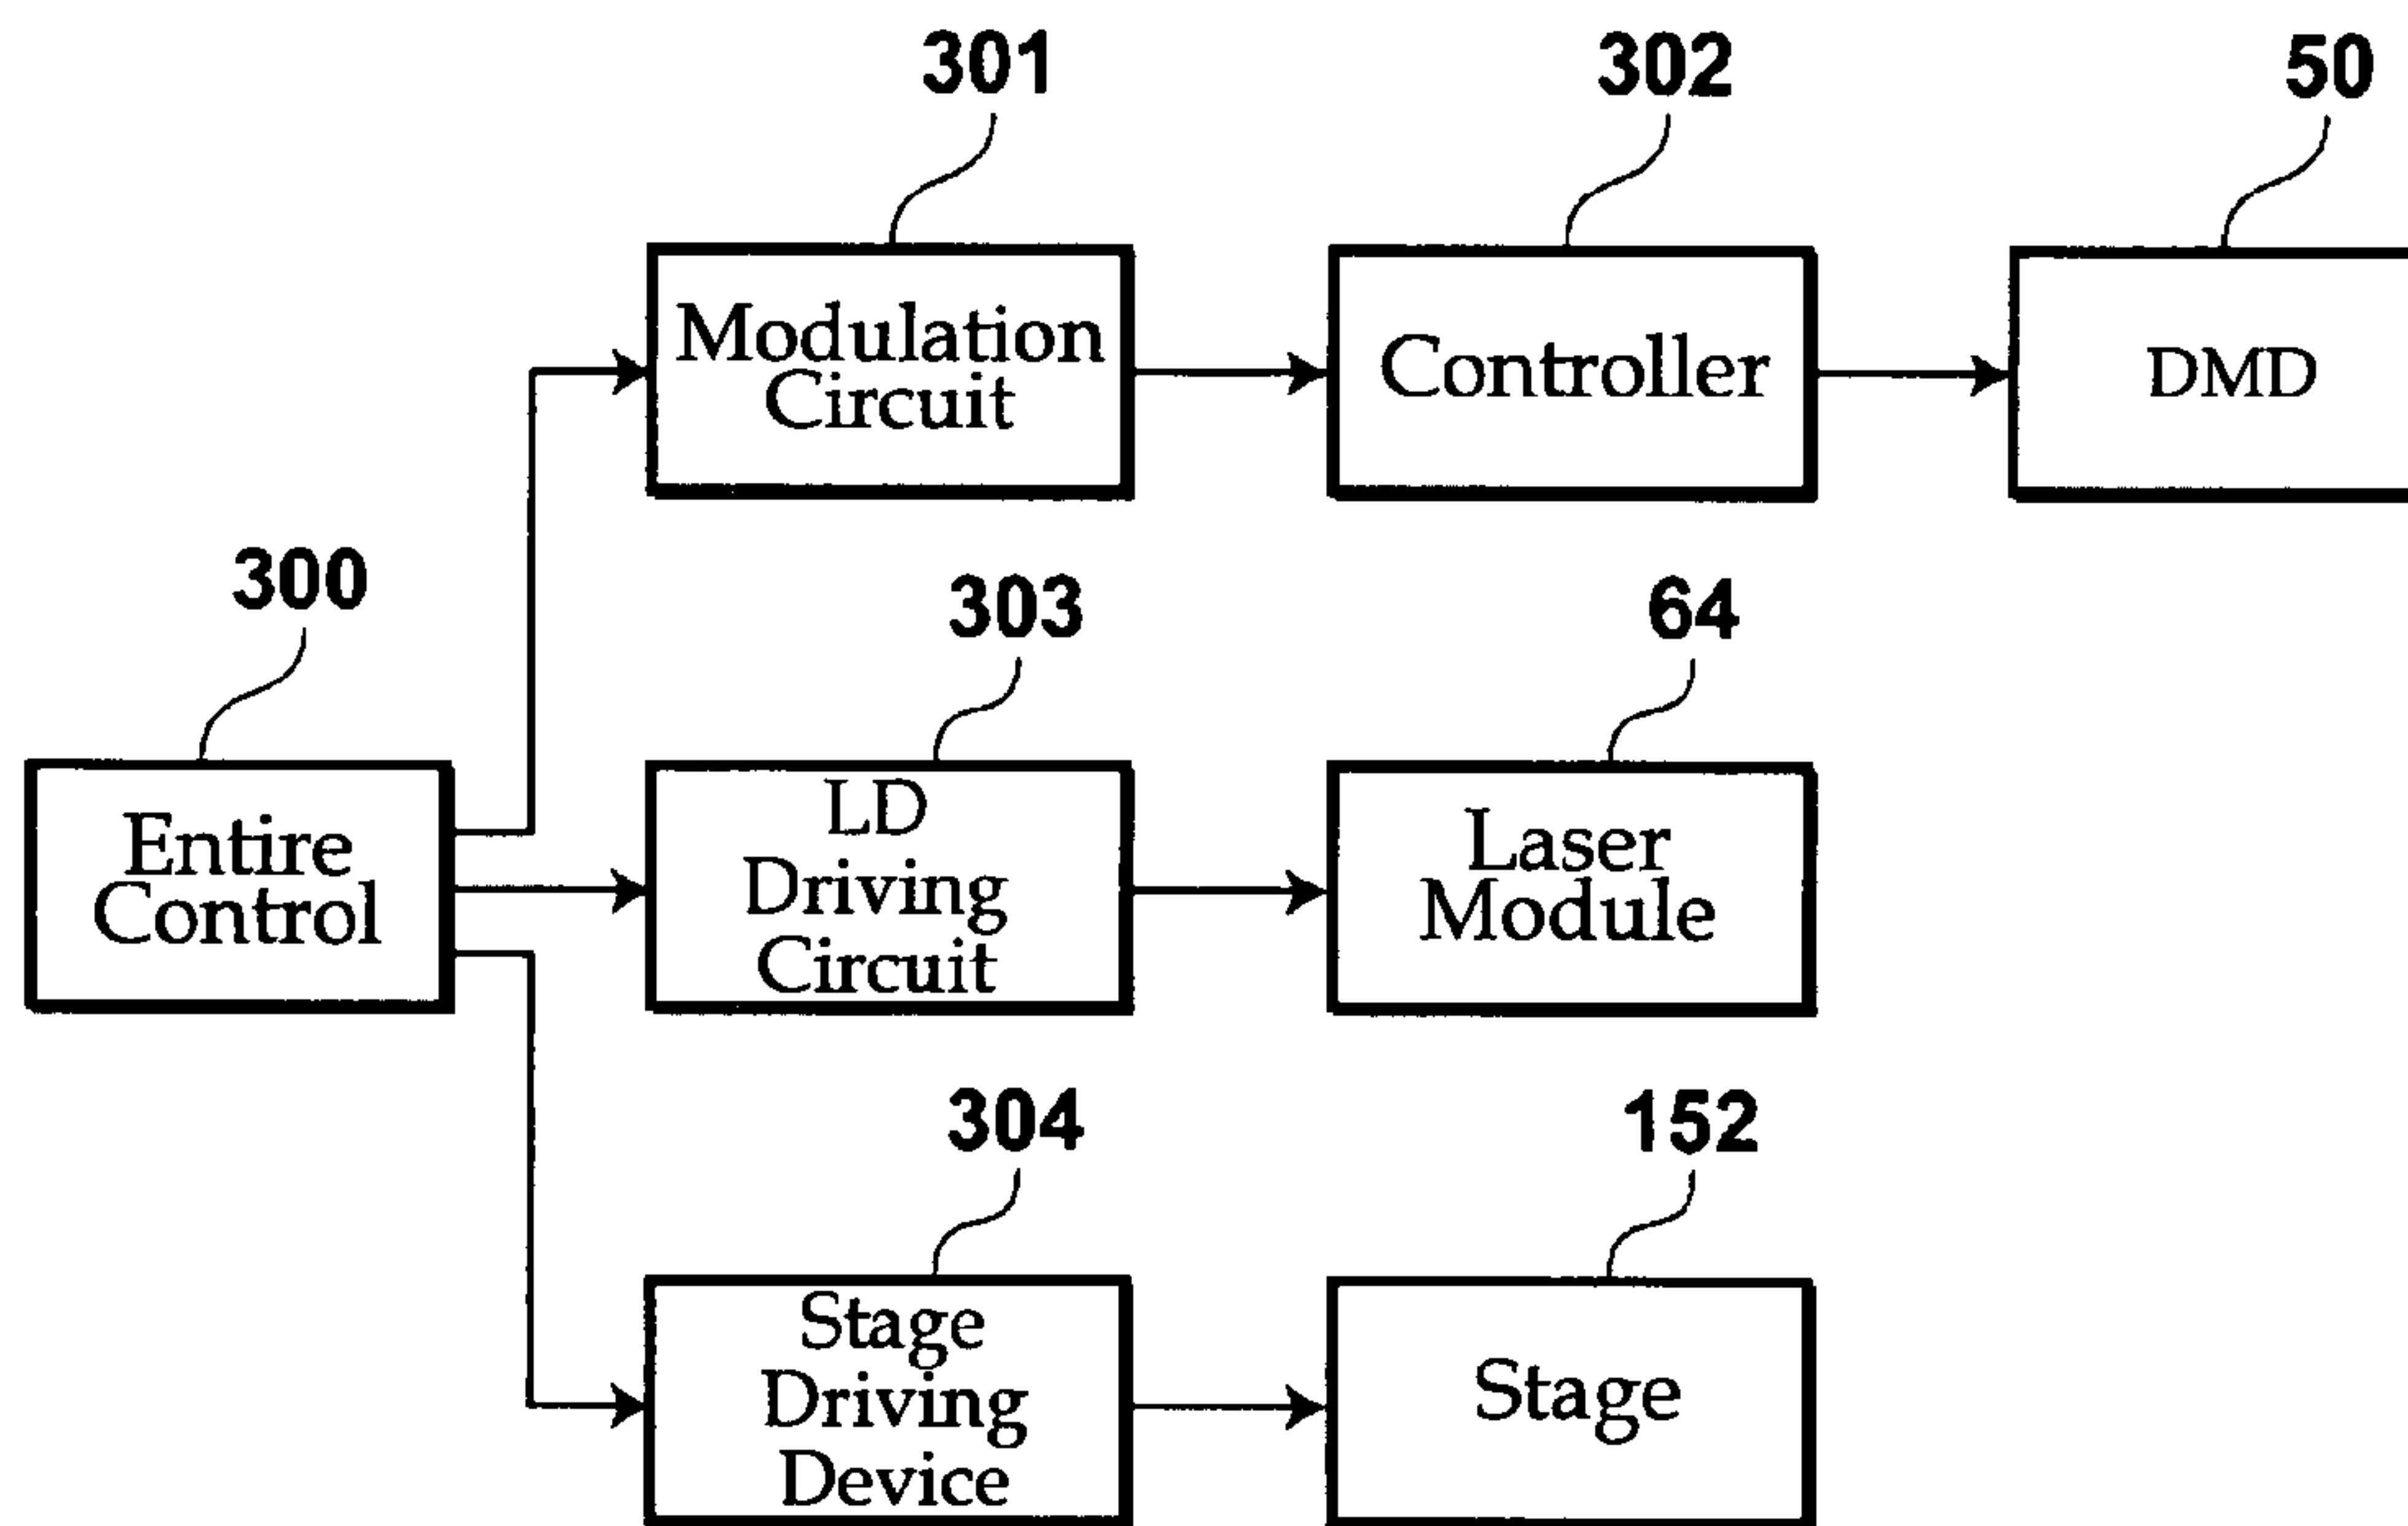 301
302
50
Modulation
Circuit
Controller
DMD
300
303
64
Entire
Control
LD
Driving
Circuit
Laser
Module
304
152
Stage
Driving
Device
Stage